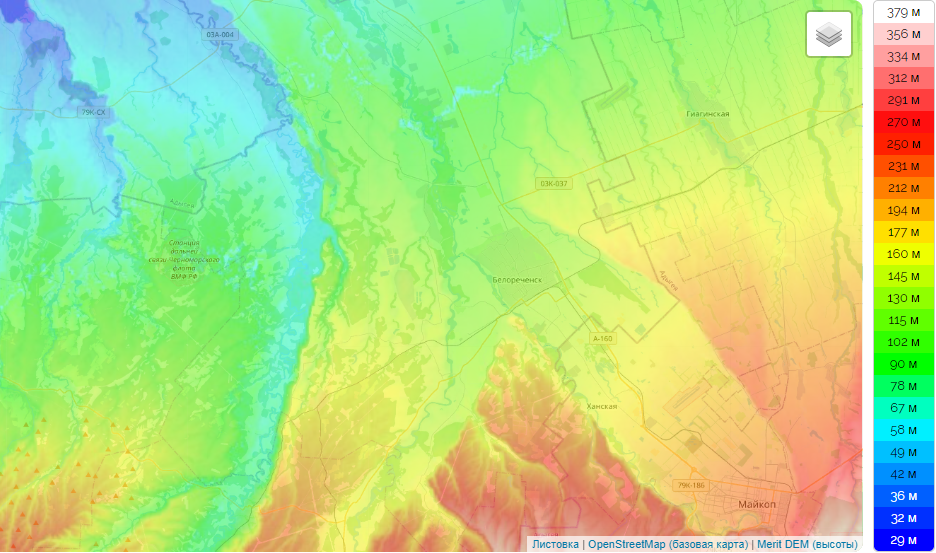 03А-004
79К-СХ
Гиагинская
03К-037
Адыгея
Станция
дальней
связи Черноморского
флота
ВМФ РФ
Белореченск
Адыгея
А-160
Ханская
79К-186
Майкоп
Листовка | OpenStreetMap (базовая карта) | Merit DEM (высоты)
379 м
356 м
334 м
312 м
291 м
270 м
250 м
231 м
212 м
194 м
177 м
160 м
145 м
130 м
115 м
102 м
90 м
78 м
67 м
58 м
49 м
42 м
36 м
32 м
29 м